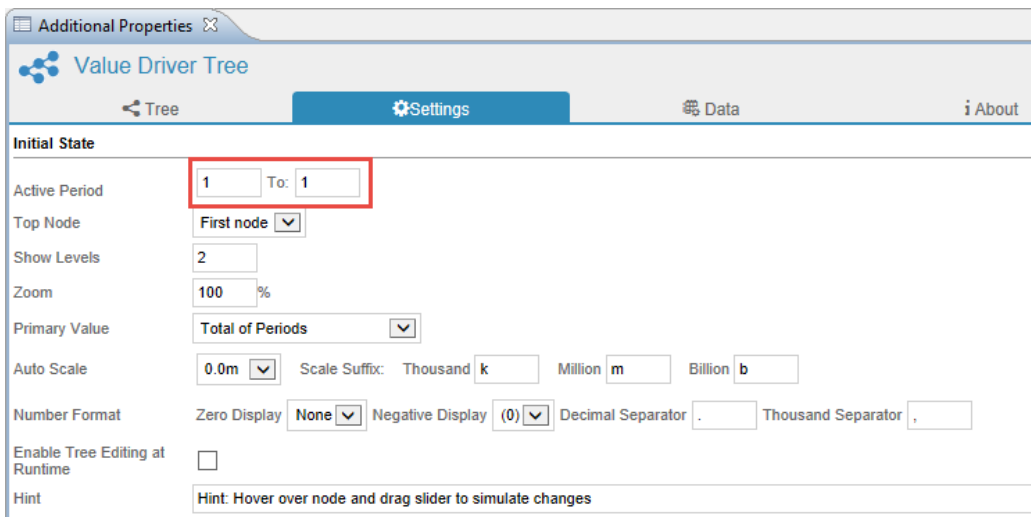 Additional Properties
Value Driver Tree
Tree Settings Data i About
Initial State
Active Period 1 To: 1
Top Node First node
Show Levels 2
Zoom 100 %
Primary Value Total of Periods
Auto Scale 0.0m Scale Suffix: Thousand k Million m Billion b
Number Format Zero Display None Negative Display (0) Decimal Separator . Thousand Separator ,
Enable Tree Editing at
Runtime
Hint Hint: Hover over node and drag slider to simulate changes